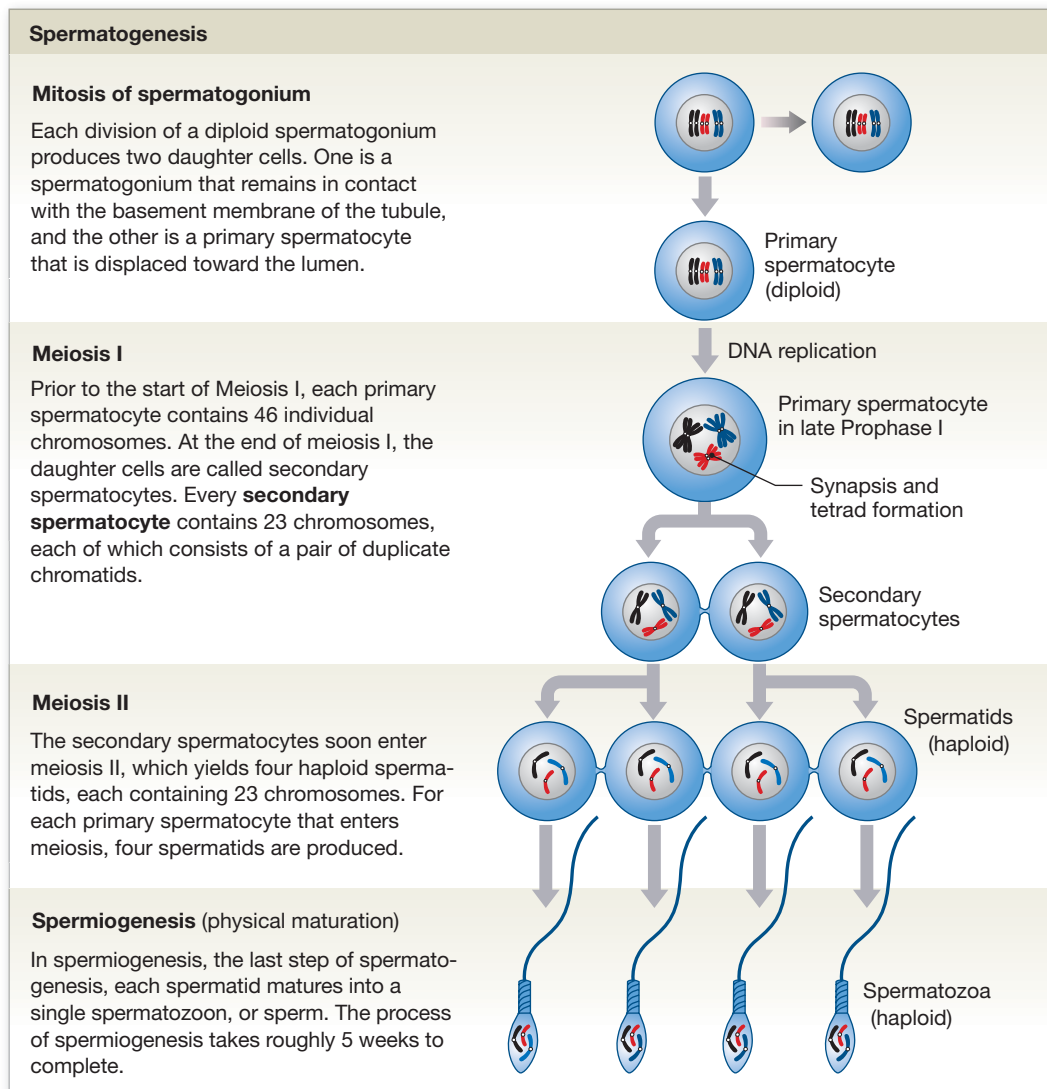 Spermatogenesis
Mitosis of spermatogonium
Each division of a diploid spermatogonium
produces two daughter cells. One is a
spermatogonium that remains in contact
with the basement membrane of the tubule,
and the other is a primary spermatocyte
that is displaced toward the lumen.
Primary
spermatocyte
(diploid)
Meiosis I
Prior to the start of Meiosis I, each primary
spermatocyte contains 46 individual
chromosomes. At the end of meiosis I, the
daughter cells are called secondary
spermatocytes. Every secondary
spermatocyte contains 23 chromosomes,
each of which consists of a pair of duplicate
chromatids.
DNA replication
Primary spermatocyte
in late Prophase I
Synapsis and
tetrad formation
Secondary
spermatocytes
Meiosis II
The secondary spermatocytes soon enter
meiosis II, which yields four haploid sperma-
tids, each containing 23 chromosomes. For
each primary spermatocyte that enters
meiosis, four spermatids are produced.
Spermatids
(haploid)
Spermiogenesis (physical maturation)
In spermiogenesis, the last step of spermato-
genesis, each spermatid matures into a
single spermatozoon, or sperm. The process
of spermiogenesis takes roughly 5 weeks to
complete.
Spermatozoa
(haploid)